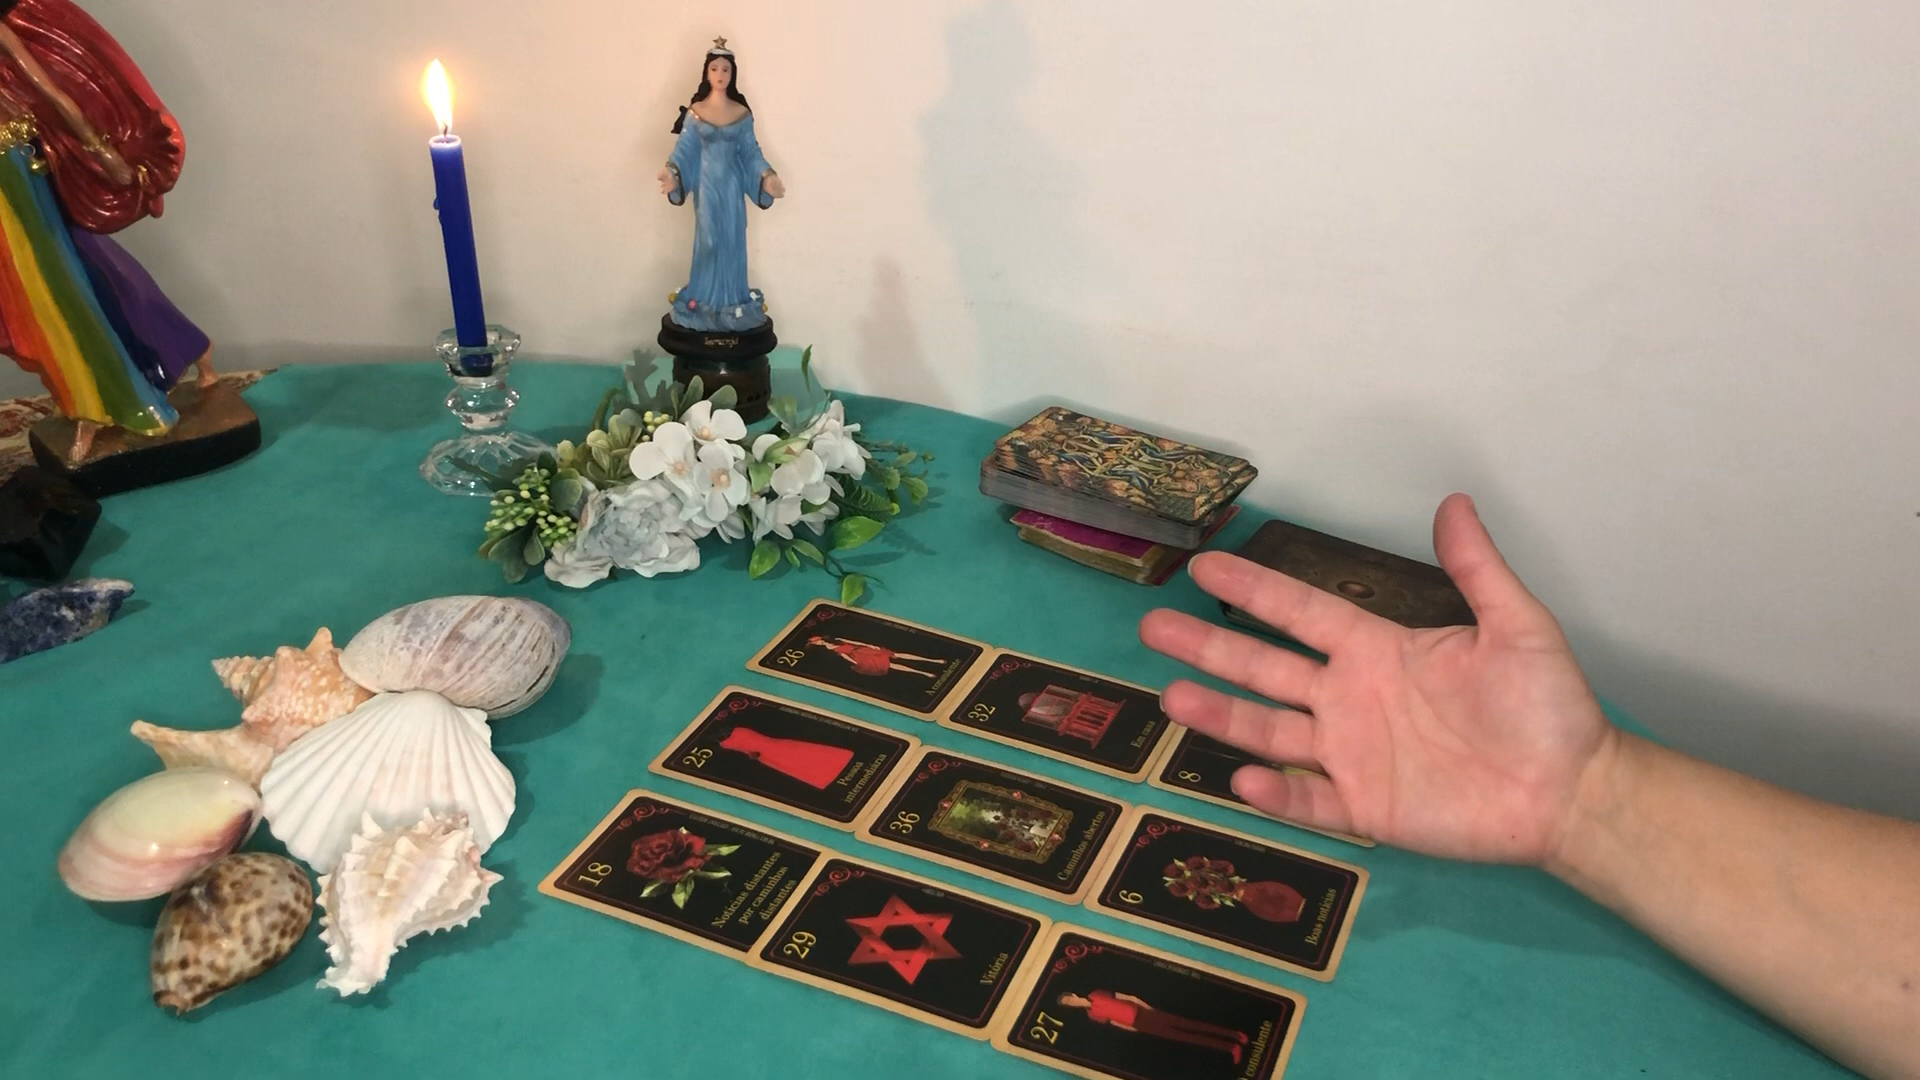 Iemanjá
26
A consulente
32
Em casa
8
25
Pessoa
intermediária
36
Caminhos abertos
6
Boas notícias
18
Notícias distantes
por caminhos
distantes
29
Vitória
27
consulente